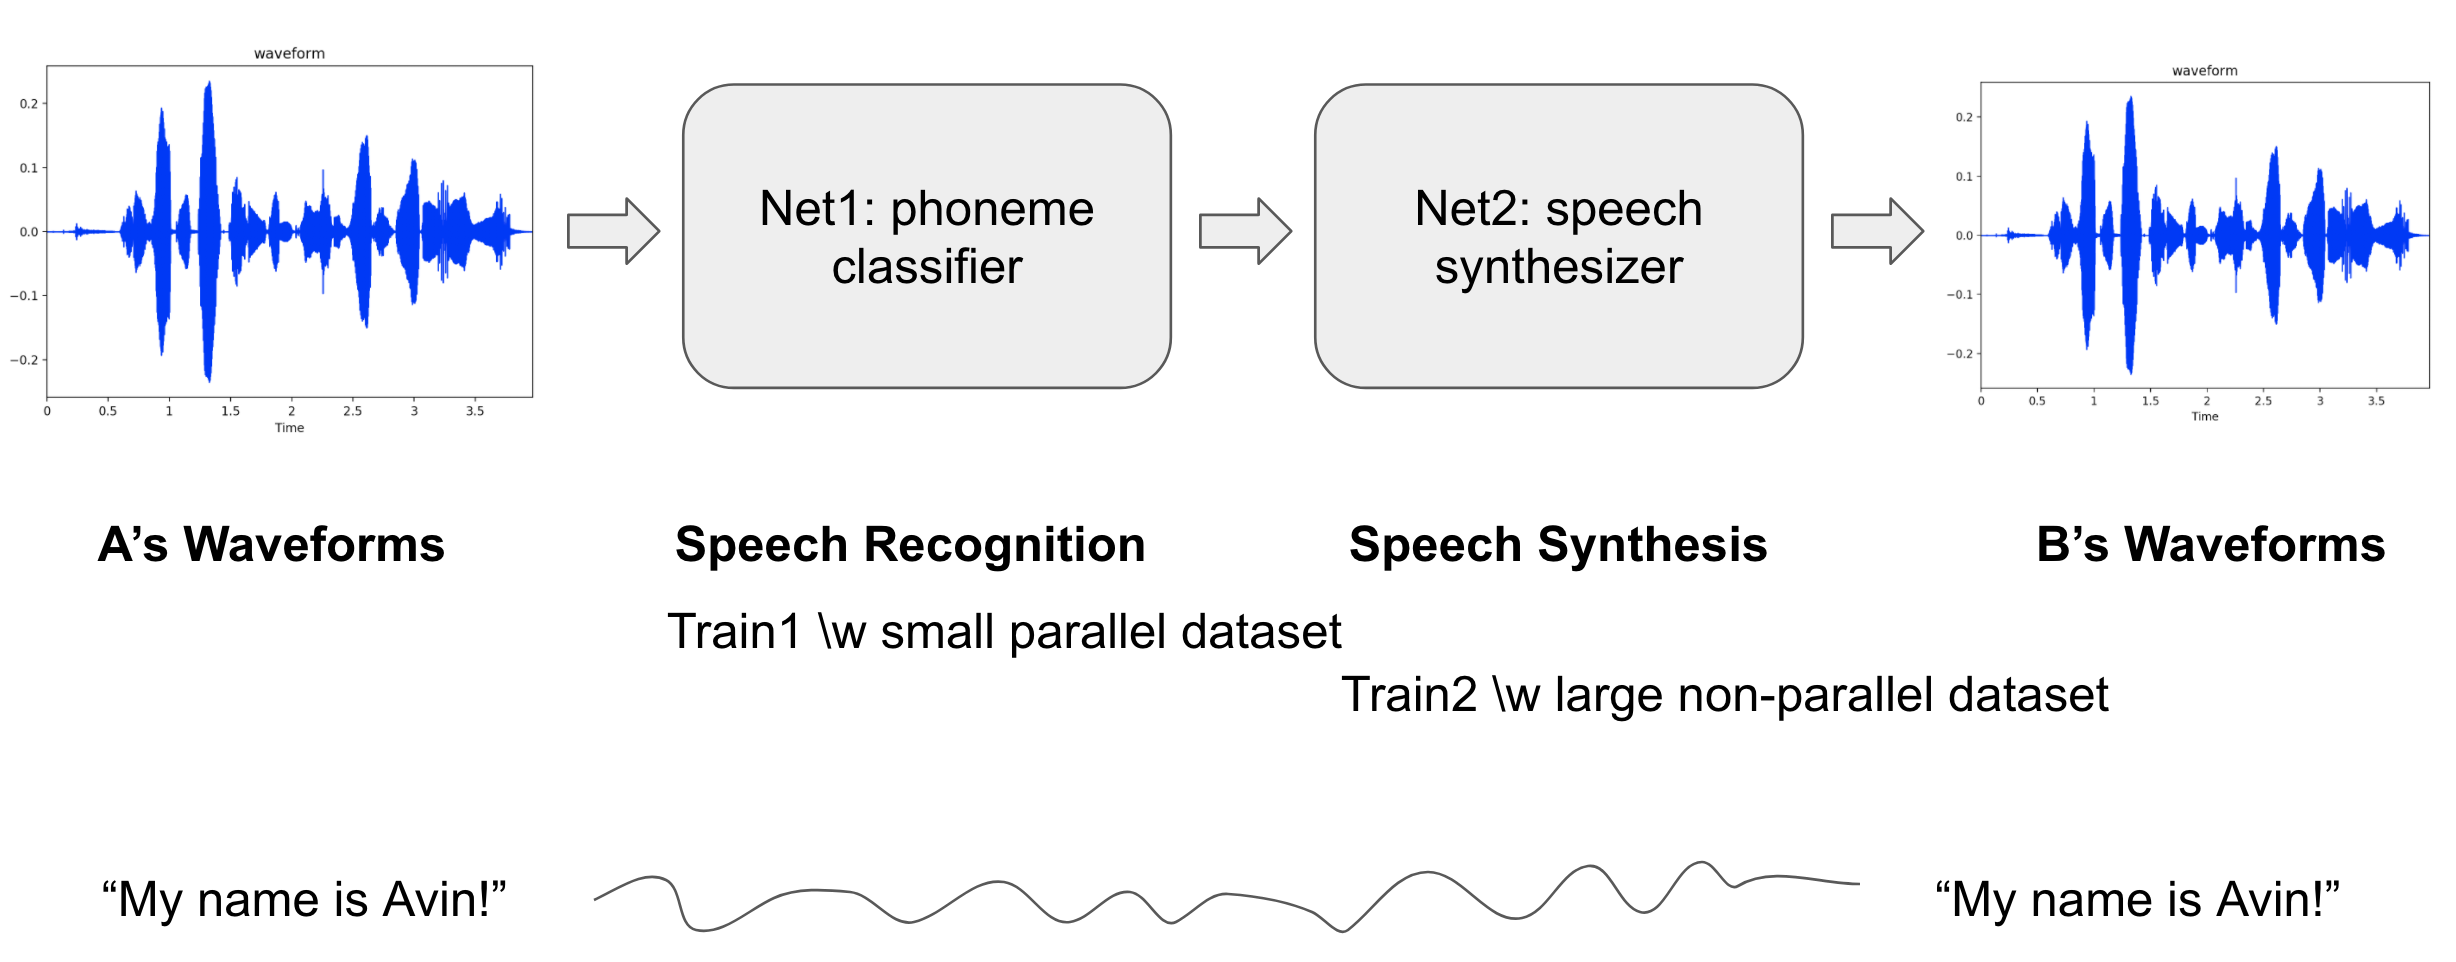 waveform
0.2
0.1
0.0
−0.1
−0.2
0 0.5 1 1.5 2 2.5 3 3.5
Time
Net1: phoneme
classifier
Net2: speech
synthesizer
waveform
0.2
0.1
0.0
−0.1
−0.2
0 0.5 1 1.5 2 2.5 3 3.5
Time
A’s Waveforms
Speech Recognition
Speech Synthesis
B’s Waveforms
Train1 \w small parallel dataset
Train2 \w large non-parallel dataset
“My name is Avin!”
“My name is Avin!”